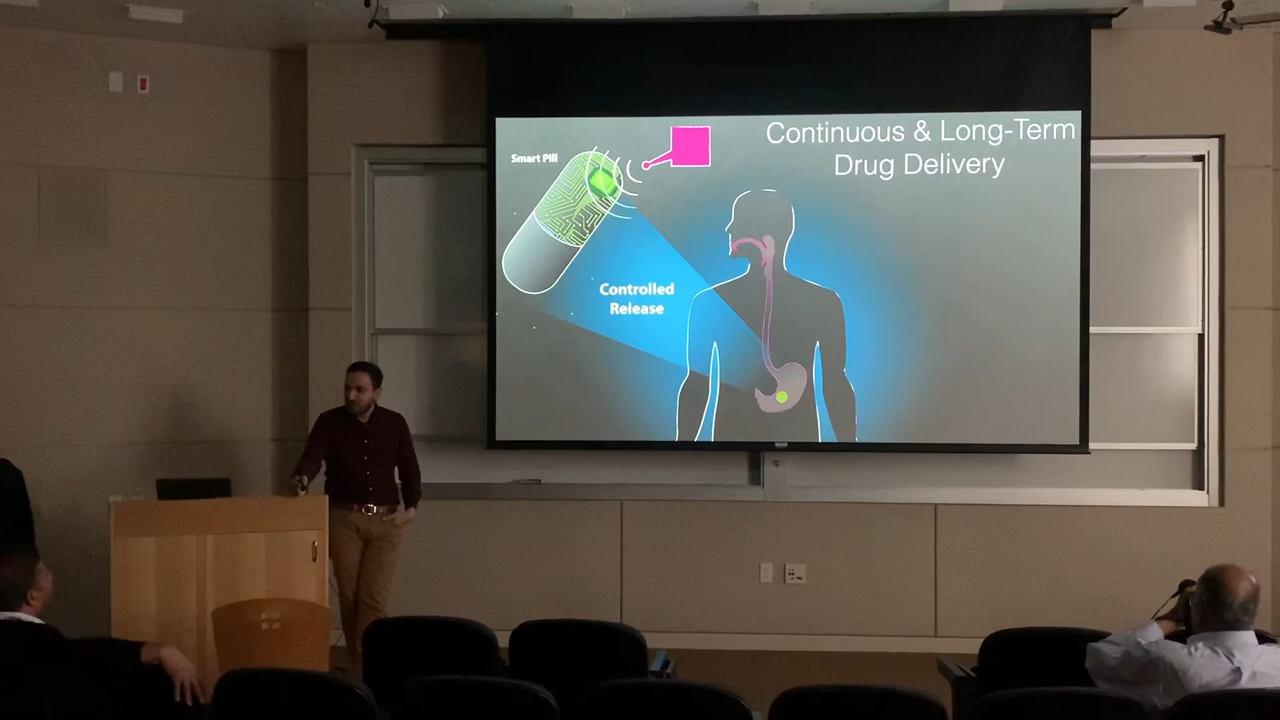 Continuous & Long-Term
Drug Delivery
Smart Pill
Controlled
Release